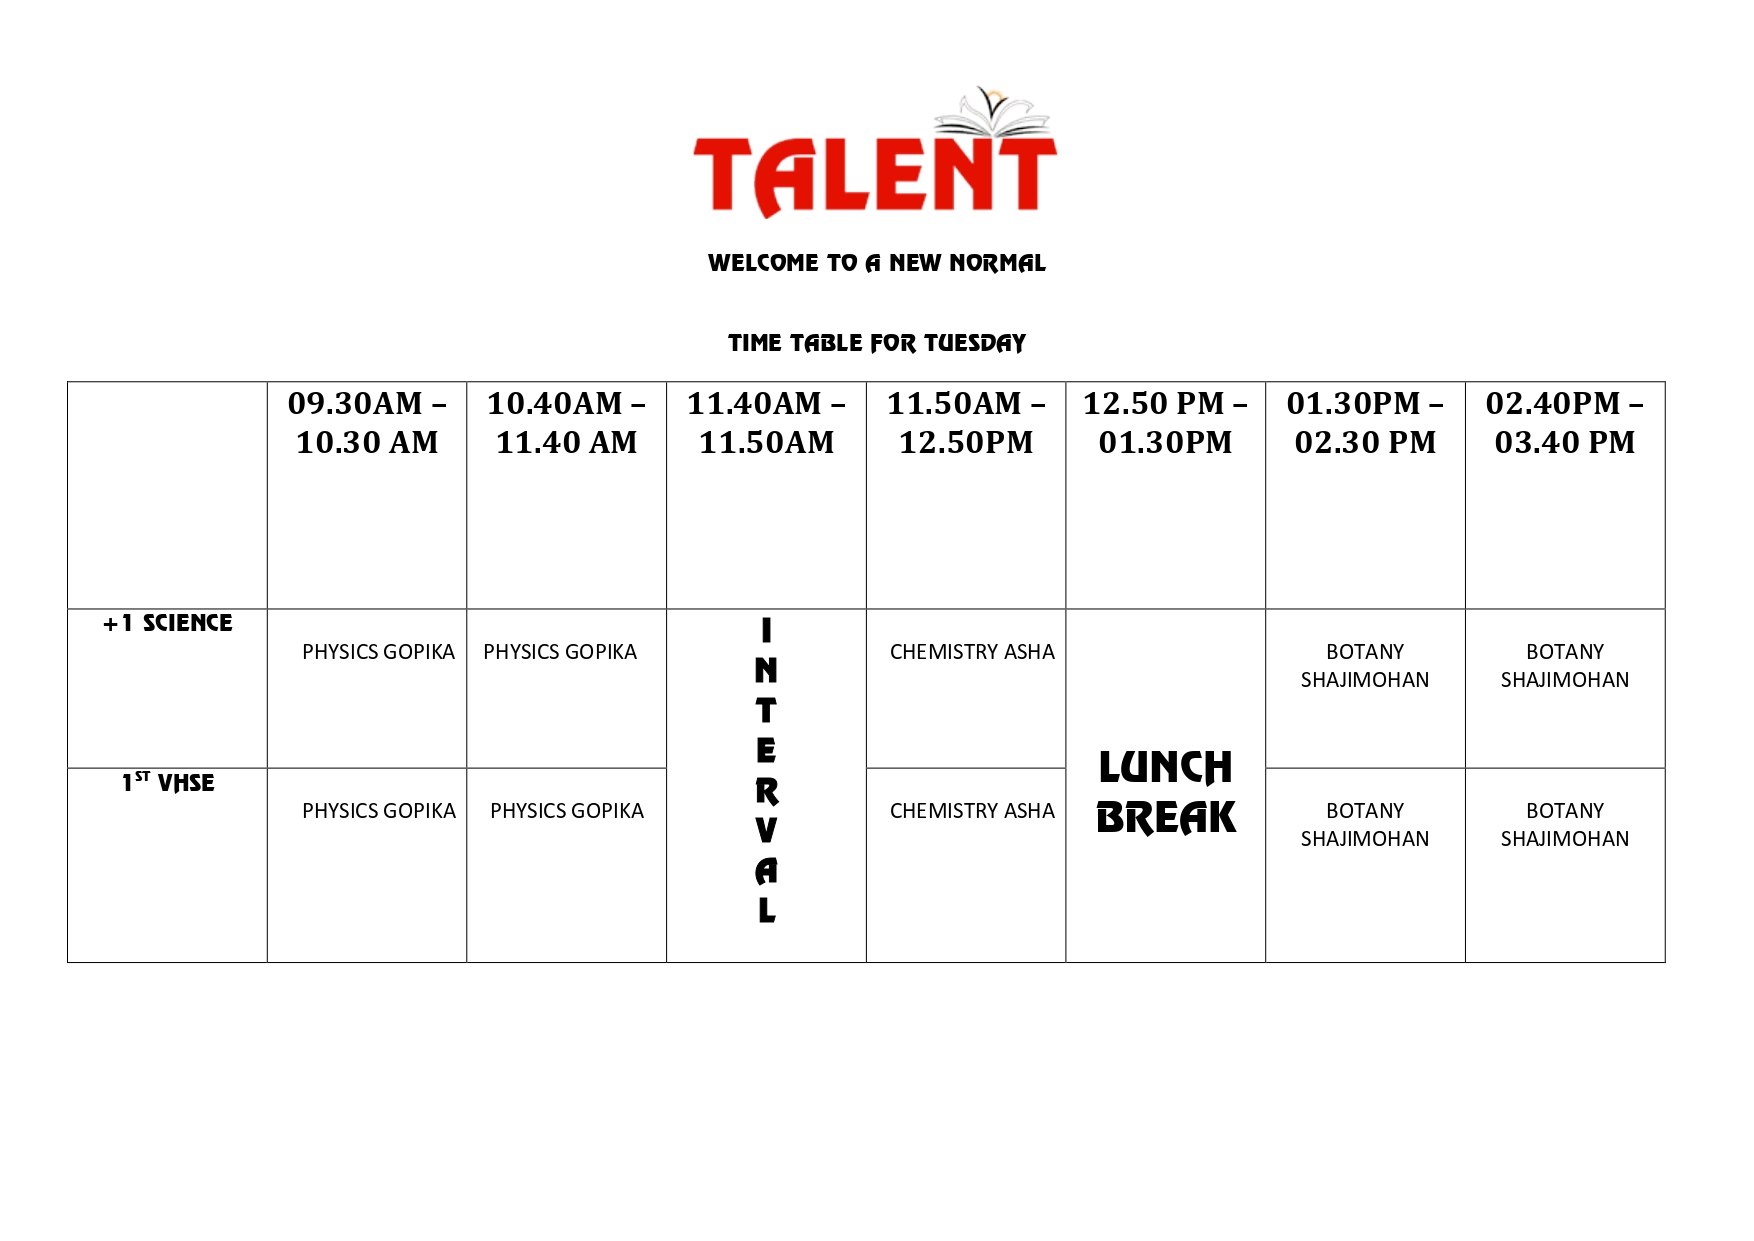 TALENT
WELCOME TO A NEW NORMAL
TIME TABLE FOR TUESDAY
09.30AM –
10.30 AM
10.40AM –
11.40 AM
11.40AM –
11.50AM
11.50AM –
12.50PM
12.50 PM –
01.30PM
01.30PM –
02.30 PM
02.40PM –
03.40 PM
+1 SCIENCE
PHYSICS GOPIKA
PHYSICS GOPIKA
I
N
T
E
R
V
A
L
CHEMISTRY ASHA
LUNCH
BREAK
BOTANY
SHAJIMOHAN
BOTANY
SHAJIMOHAN
1ST VHSE
PHYSICS GOPIKA
PHYSICS GOPIKA
CHEMISTRY ASHA
BOTANY
SHAJIMOHAN
BOTANY
SHAJIMOHAN